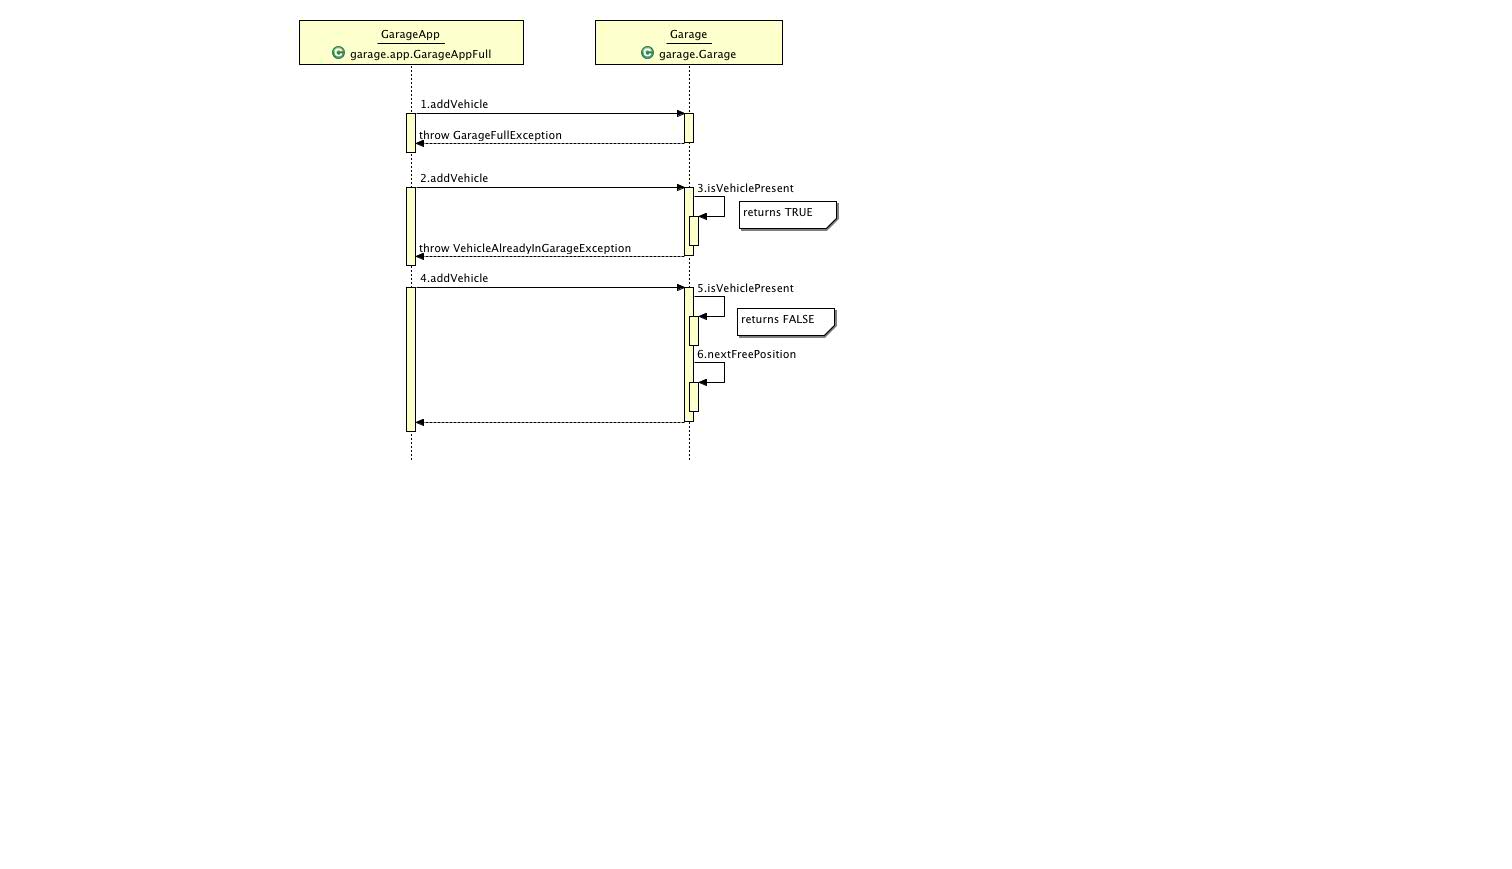 GarageApp
garage.app.GarageAppFull
Garage
garage.Garage
1.addVehicle
throw GarageFullException
2.addVehicle
3.isVehiclePresent
returns TRUE
throw VehicleAlreadyInGarageException
4.addVehicle
5.isVehiclePresent
returns FALSE
6.nextFreePosition